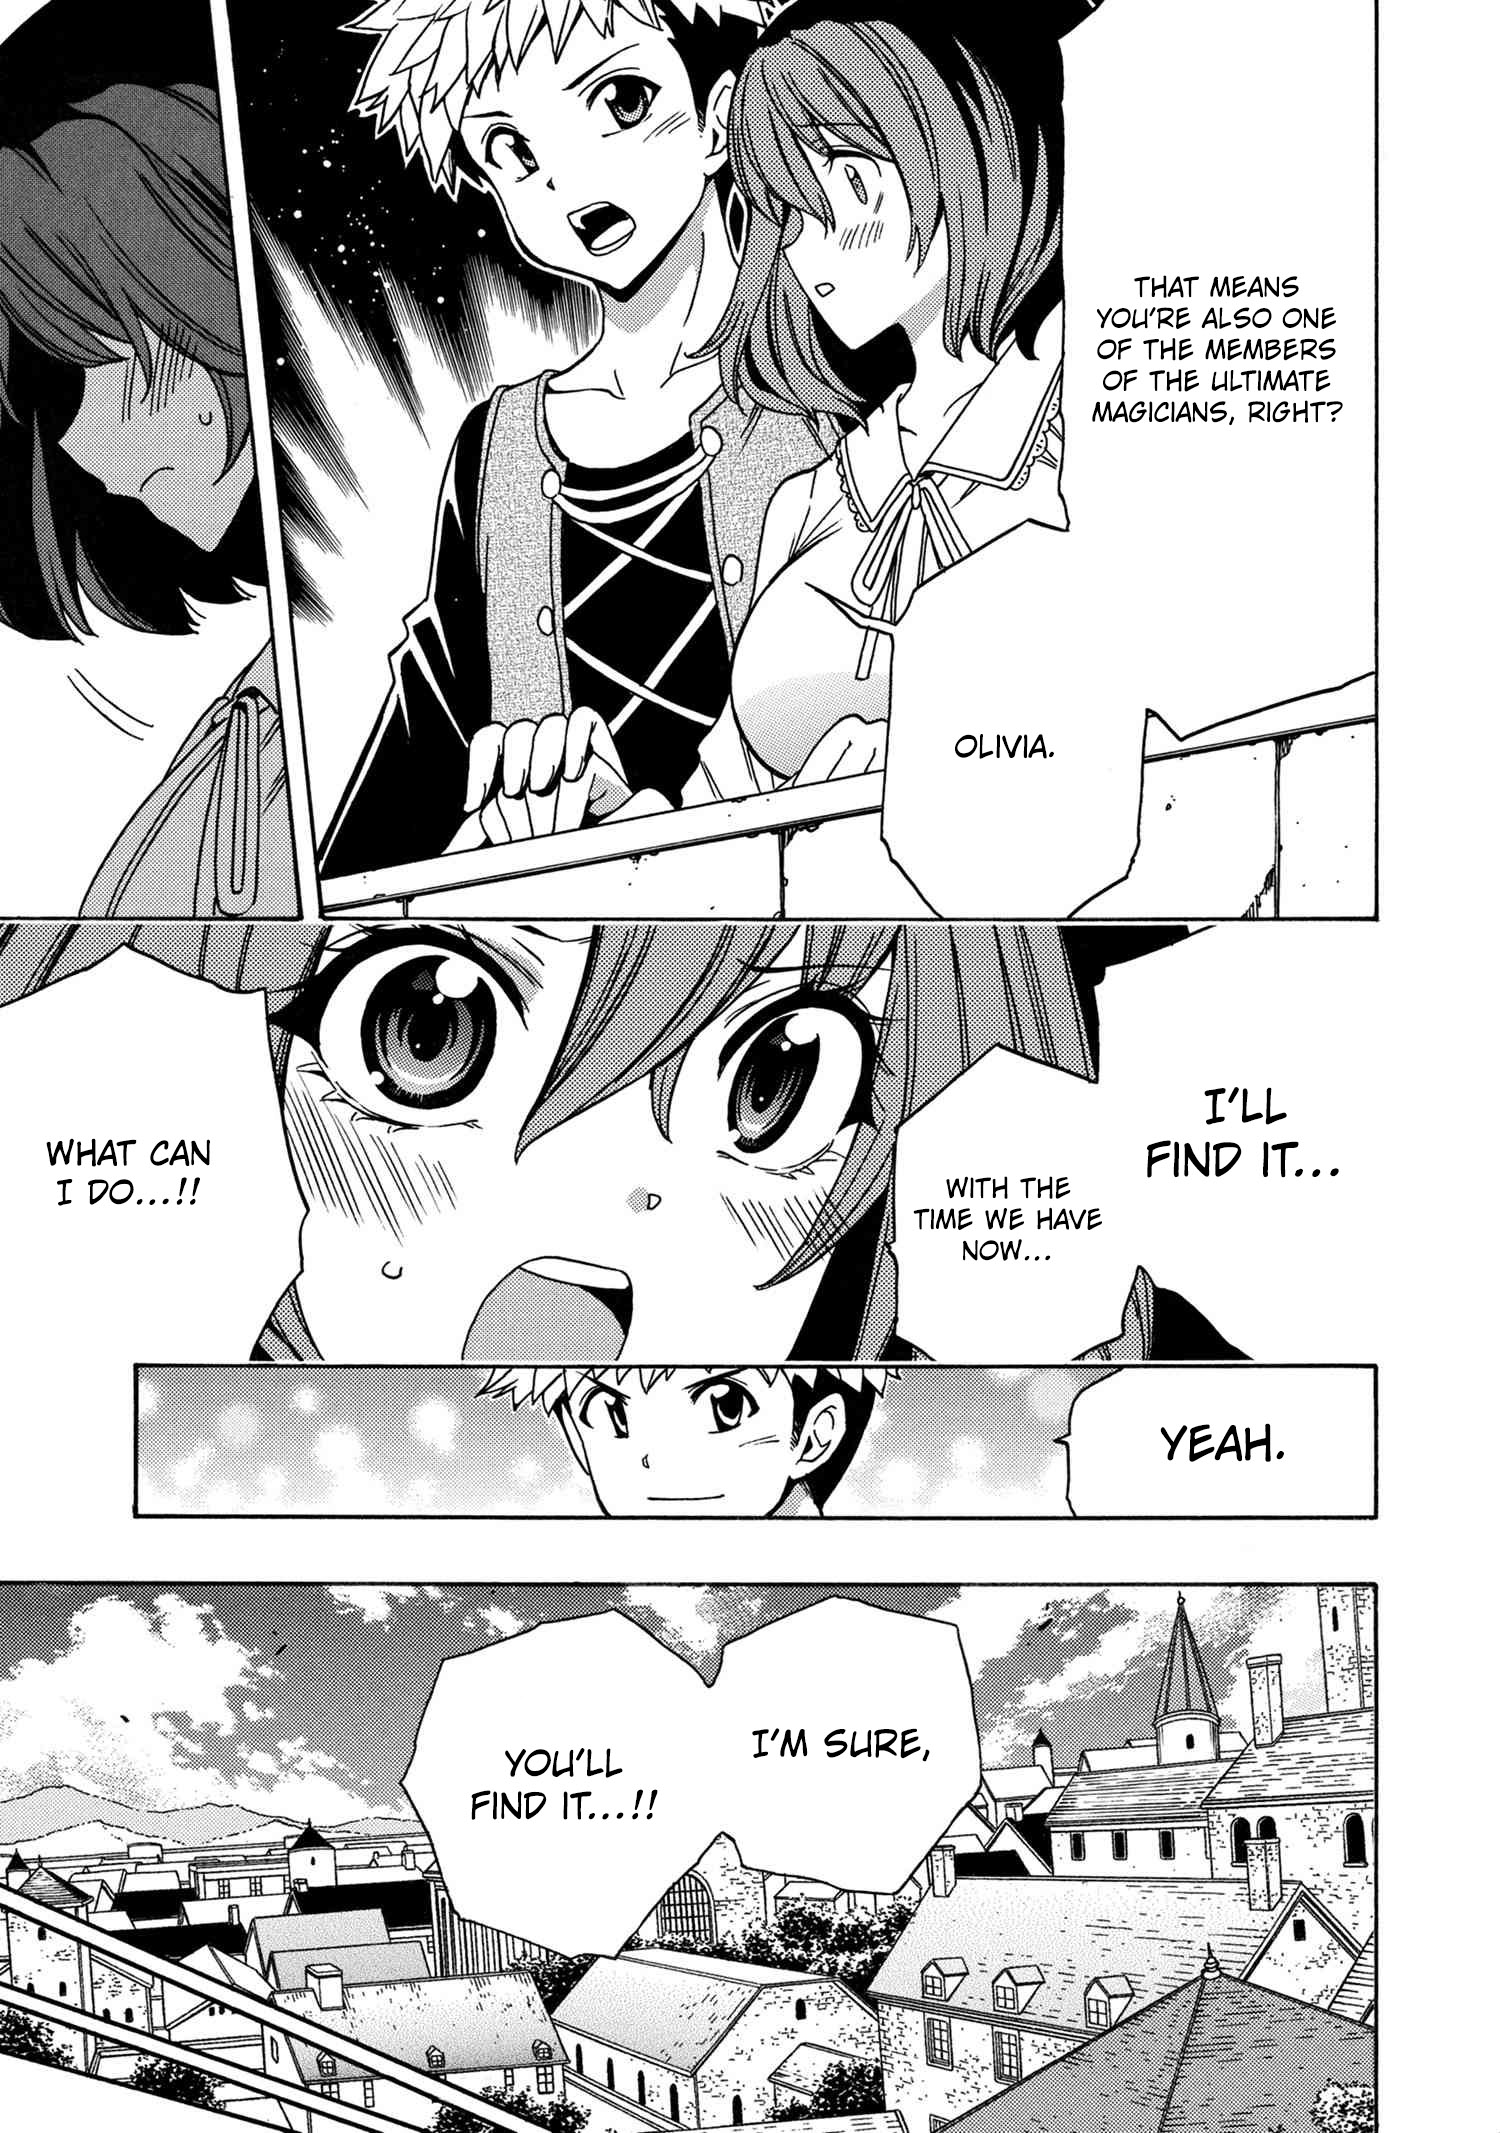 THAT MEANS
YOU'RE ALSO ONE
OF THE MEMBERS
OF THE ULTIMATE
MAGICIANS, RIGHT?
OLIVIA.
I'LL
FIND IT...
WITH THE
TIME WE HAVE
NOW...
WHAT CAN
I DO...!!
YEAH.
I'M SURE,
YOU'LL
FIND IT...!!